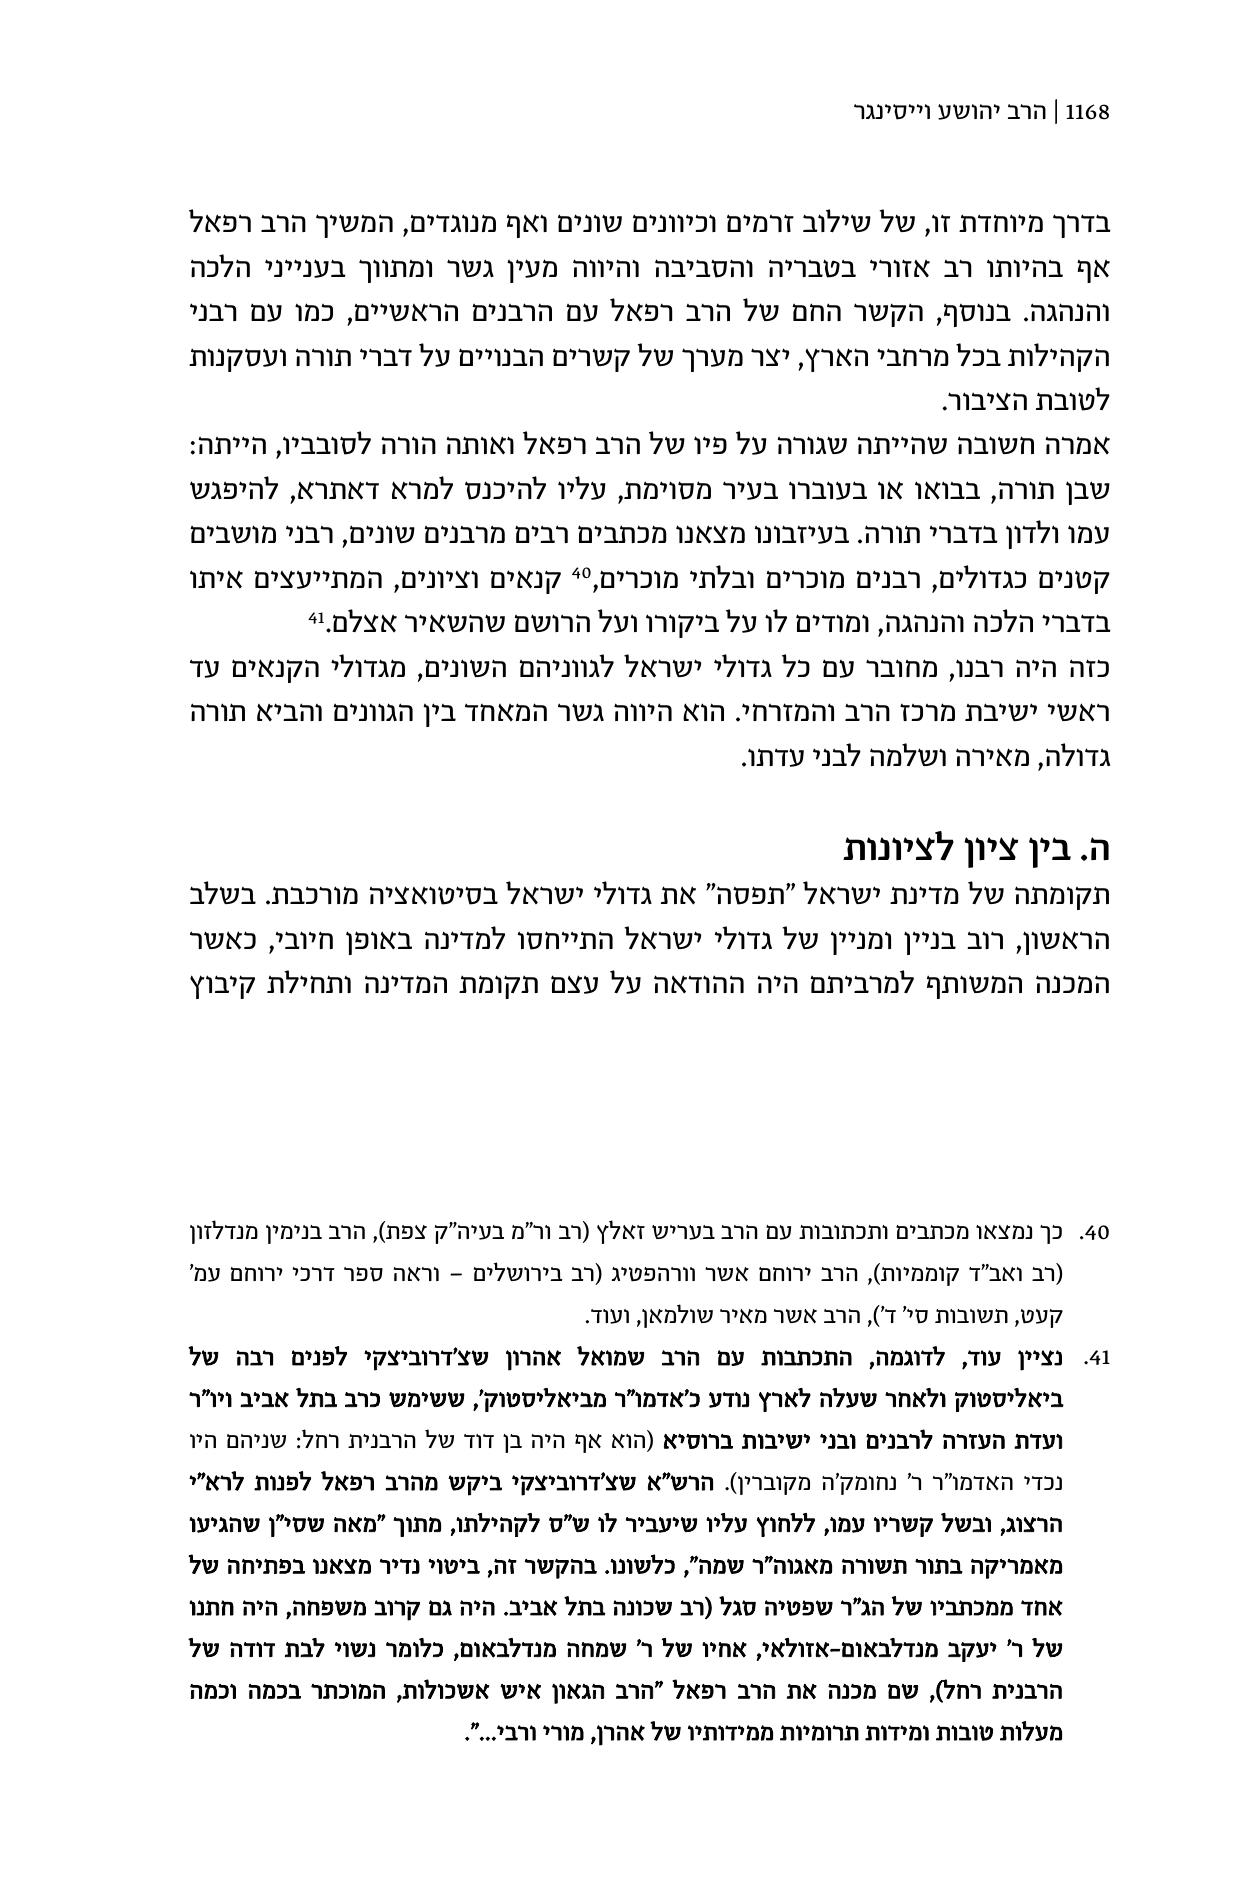 1168 | הרב יהושע וייסינגר
בדרך מיוחדת זו, של שילוב זרמים וכיוונים שונים ואף מנוגדים, המשיך הרב רפאל
אף בהיותו רב אזורי בטבריה והסביבה והיווה מעין גשר ומתווך בענייני הלכה
והנהגה. בנוסף, הקשר החם של הרב רפאל עם הרבנים הראשיים, כמו עם רבני
הקהילות בכל מרחבי הארץ, יצר מערך של קשרים הבנויים על דברי תורה ועסקנות
לטובת הציבור.
אמרה חשובה שהייתה שגורה על פיו של הרב רפאל ואותה הורה לסובביו, הייתה:
שבן תורה, בבואו או בעוברו בעיר מסוימת, עליו להיכנס למרא דאתרא, להיפגש
עמו ולדון בדברי תורה. בעיזבונו מצאנו מכתבים רבים מרבנים שונים, רבני מושבים
קטנים כגדולים, רבנים מוכרים ובלתי מוכרים,40 קנאים וציונים, המתייעצים איתו
בדברי הלכה והנהגה, ומודים לו על ביקורו ועל הרושם שהשאיר אצלם.41
כזה היה רבנו, מחובר עם כל גדולי ישראל לגווניהם השונים, מגדולי הקנאים עד
ראשי ישיבת מרכז הרב והמזרחי. הוא היווה גשר המאחד בין הגוונים והביא תורה
גדולה, מאירה ושלמה לבני עדתו.
ה. בין ציון לציונות
תקומתה של מדינת ישראל "תפסה" את גדולי ישראל בסיטואציה מורכבת. בשלב
הראשון, רוב בניין ומניין של גדולי ישראל התייחסו למדינה באופן חיובי, כאשר
המכנה המשותף למרביתם היה ההודאה על עצם תקומת המדינה ותחילת קיבוץ
40. כך נמצאו מכתבים ותכתובות עם הרב בעריש זאלץ (רב ור"מ בעיה"ק צפת), הרב בנימין מנדלזון
(רב ואב"ד קוממיות), הרב ירוחם אשר וורהפטיג (רב בירושלים – וראה ספר דרכי ירוחם עמ'
קעט, תשובות סי' ד'), הרב אשר מאיר שולמאן, ועוד.
41. נציין עוד, לדוגמה, התכתבות עם הרב שמואל אהרון שצ'דרוביצקי לפנים רבה של
ביאליסטוק ולאחר שעלה לארץ נודע כ'אדמו"ר מביאליסטוק', ששימש כרב בתל אביב ויו"ר
ועדת העזרה לרבנים ובני ישיבות ברוסיא (הוא אף היה בן דוד של הרבנית רחל: שניהם היו
נכדי האדמו"ר ר' נחומק'ה מקוברין). הרש"א שצ'דרוביצקי ביקש מהרב רפאל לפנות לרא"י
הרצוג, ובשל קשריו עמו, ללחוץ עליו שיעביר לו ש"ס לקהילתו, מתוך "מאה שסי"ן שהגיעו
מאמריקה בתור תשורה מאגוה"ר שמה", כלשונו. בהקשר זה, ביטוי נדיר מצאנו בפתיחה של
אחד ממכתביו של הג"ר שפטיה סגל (רב שכונה בתל אביב. היה גם קרוב משפחה, היה חתנו
של ר' יעקב מנדלבאום-אזולאי, אחיו של ר' שמחה מנדלבאום, כלומר נשוי לבת דודה של
הרבנית רחל), שם מכנה את הרב רפאל "הרב הגאון איש אשכולות, המוכתר בכמה וכמה
מעלות טובות ומידות תרומיות ממידותיו של אהרן, מורי ורבי...".